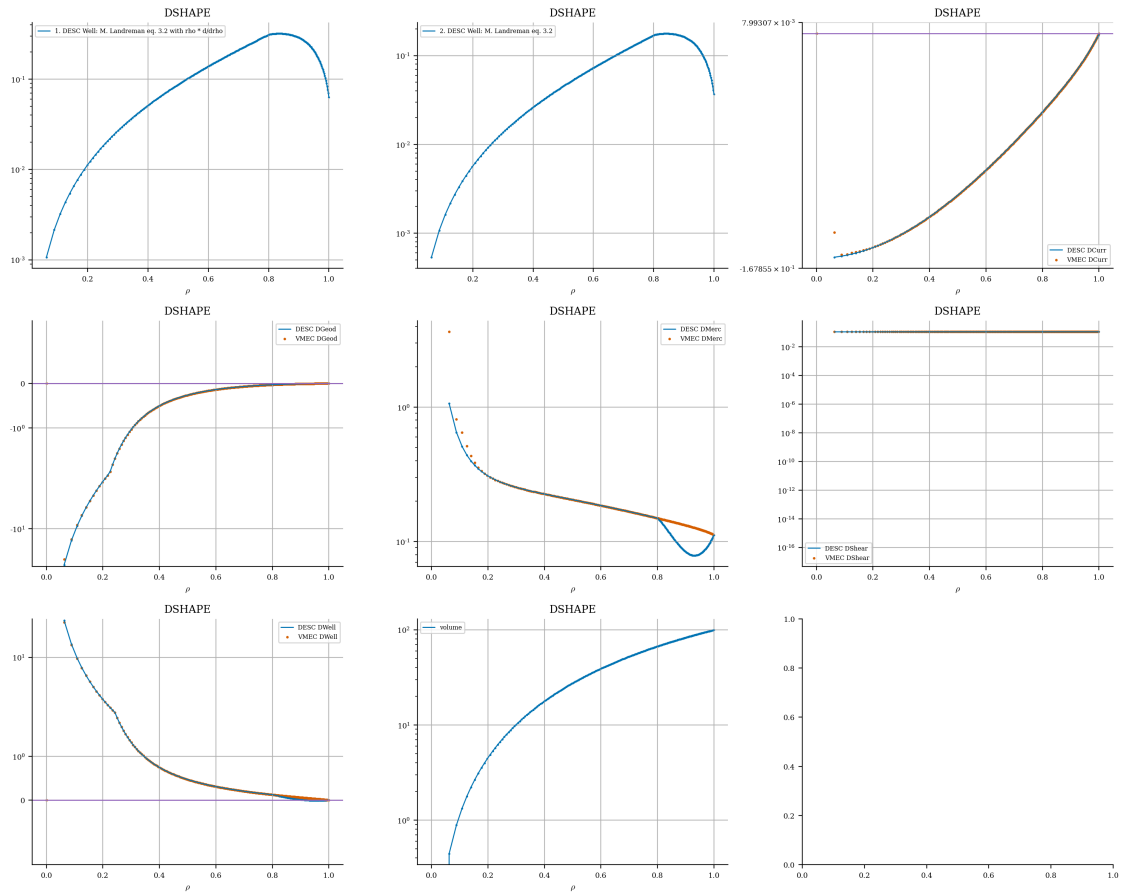 DSHAPE
1. DESC Well: M. Landreman eq. 3.2 with rho * d/drho
10⁻¹
10⁻²
10⁻³
0.2 0.4 0.6 0.8 1.0
ρ
DSHAPE
2. DESC Well: M. Landreman eq. 3.2
10⁻¹
10⁻²
10⁻³
0.0 0.2 0.4 0.6 0.8 1.0
ρ
DSHAPE
7.99307 × 10⁻³
-1.67855 × 10⁻¹
DESC DCurr
VMEC DCurr
0.0 0.2 0.4 0.6 0.8 1.0
ρ
DSHAPE
DESC DGeod
VMEC DGeod
0
-10⁰
-10¹
0.0 0.2 0.4 0.6 0.8 1.0
ρ
DSHAPE
DESC DMerc
VMEC DMerc
10⁰
10⁻¹
0.0 0.2 0.4 0.6 0.8 1.0
ρ
DSHAPE
10⁻²
10⁻⁴
10⁻⁶
10⁻⁸
10⁻¹⁰
10⁻¹²
10⁻¹⁴
10⁻¹⁶
DESC DShear
VMEC DShear
0.0 0.2 0.4 0.6 0.8 1.0
ρ
DSHAPE
DESC DWell
VMEC DWell
10¹
10⁰
0
0.0 0.2 0.4 0.6 0.8 1.0
ρ
DSHAPE
volume
10²
10¹
10⁰
0.0 0.2 0.4 0.6 0.8 1.0
ρ
1.0
0.8
0.6
0.4
0.2
0.0
0.0 0.2 0.4 0.6 0.8 1.0